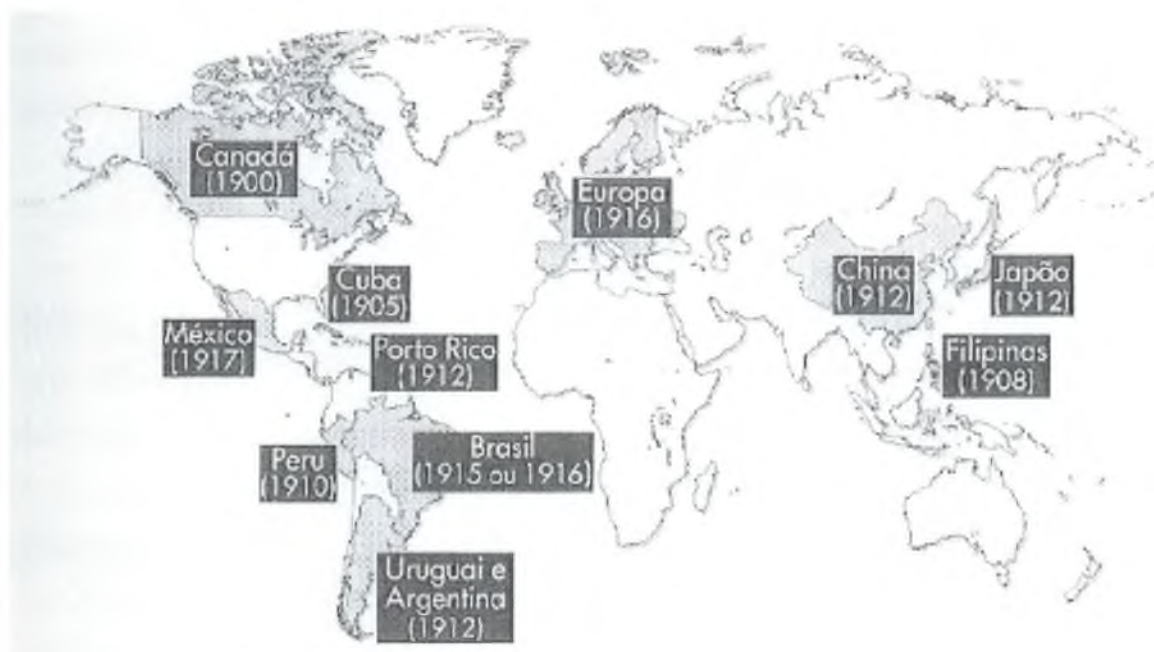 Canadá
(1900)
Europa
(1916)
Cuba
(1905)
China
(1912)
Japão
(1912)
México
(1917)
Porto Rico
(1912)
Filipinas
(1908)
Peru
(1910)
Brasil
(1915 ou 1916)
Uruguai e
Argentina
(1912)